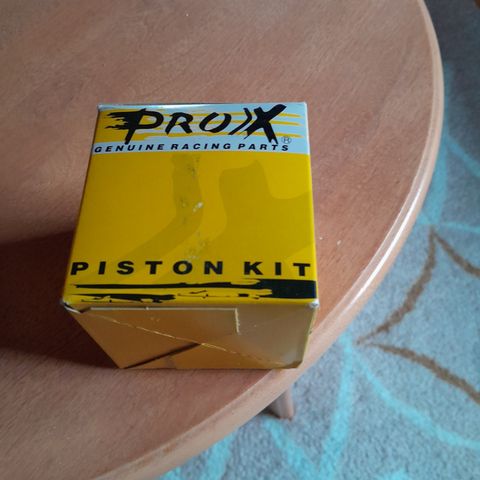 PROX®
GENUINE RACING PARTS
PISTON KIT